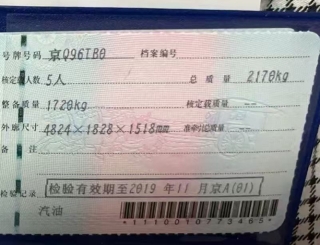 号牌号码 京Q96TB0 档案编号
核定载人数 5人 总质量 2170kg
整备质量 1720kg 核定载质量 --
外廓尺寸 4824×1828×1518mm 准牵引总质量 --
检验记录 检验有效期至2019年11月京A(01)
汽油